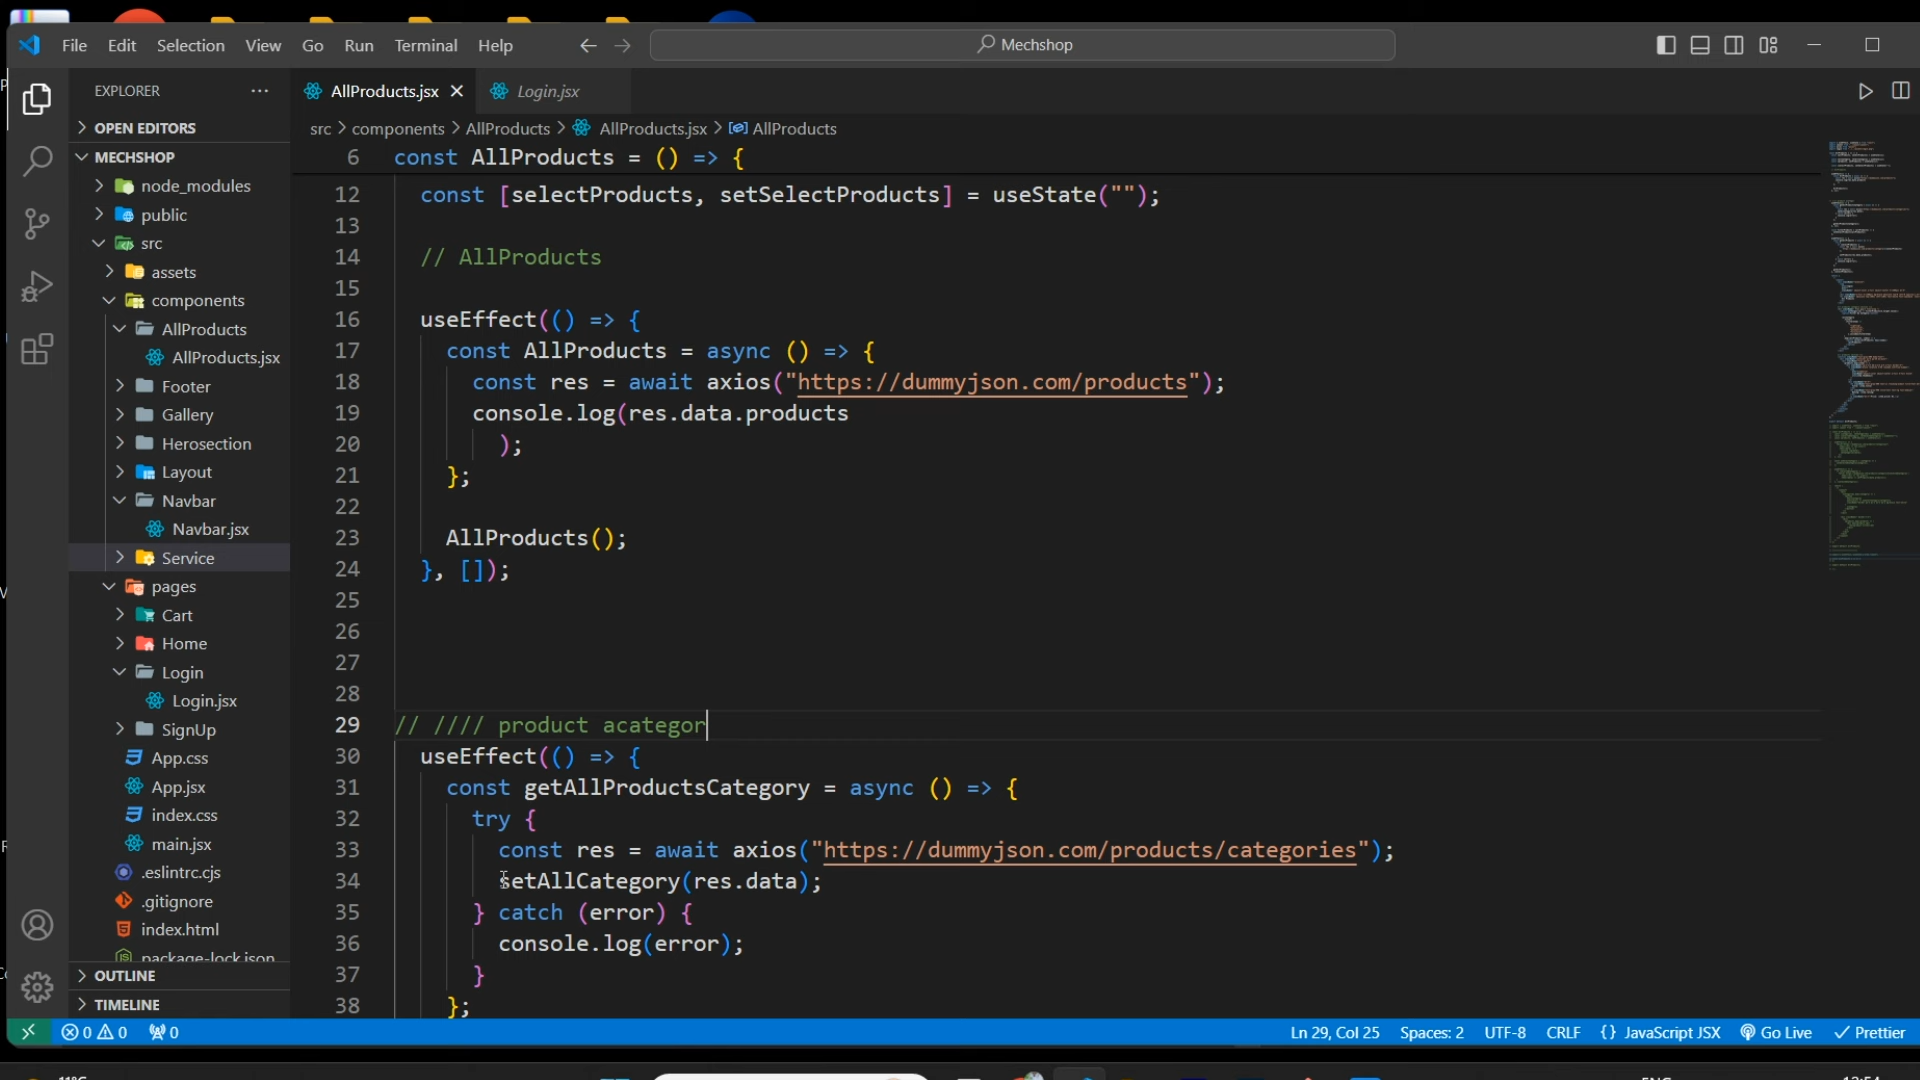 File Edit Selection View Go Run Terminal Help
Mechshop
EXPLORER
AllProducts.jsx
Login.jsx
src > components > AllProducts > AllProducts.jsx > AllProducts
OPEN EDITORS
MECHSHOP
node_modules
public
src
assets
components
AllProducts
AllProducts.jsx
Footer
Gallery
Herosection
Layout
Navbar
Navbar.jsx
Service
pages
Cart
Home
Login
Login.jsx
SignUp
App.css
App.jsx
index.css
main.jsx
.eslintrc.cjs
.gitignore
index.html
package-lock.json
OUTLINE
TIMELINE
6 const AllProducts = () => {
12 const [selectProducts, setSelectProducts] = useState("");
13
14 // AllProducts
15
16 useEffect(() => {
17 const AllProducts = async () => {
18 const res = await axios("https://dummyjson.com/products");
19 console.log(res.data.products
20 );
21 };
22
23 AllProducts();
24 }, []);
25
26
27
28
29 // //// product acategor
30 useEffect(() => {
31 const getAllProductsCategory = async () => {
32 try {
33 const res = await axios("https://dummyjson.com/products/categories");
34 setAllCategory(res.data);
35 } catch (error) {
36 console.log(error);
37 }
38 };
0 0 0 Ln 29, Col 25 Spaces: 2 UTF-8 CRLF {} JavaScript JSX Go Live Prettier